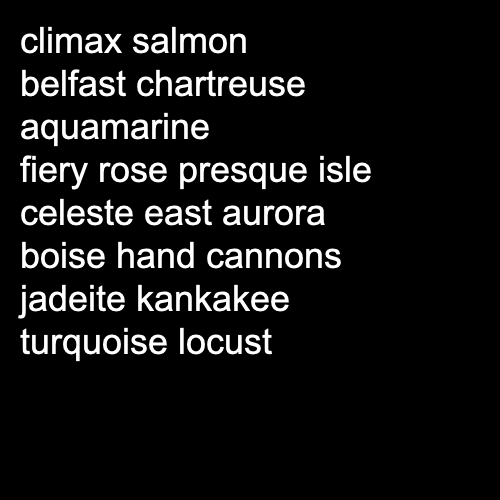 climax salmon
belfast chartreuse
aquamarine
fiery rose presque isle
celeste east aurora
boise hand cannons
jadeite kankakee
turquoise locust